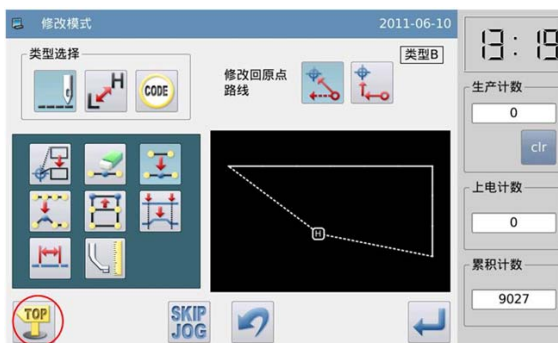 修改模式
2011-06-10
类型选择
类型B
H
L
CODE
修改回原点
路线
H
TOP
SKIP
JOG
13:19
生产计数
0
clr
上电计数
0
累积计数
9027